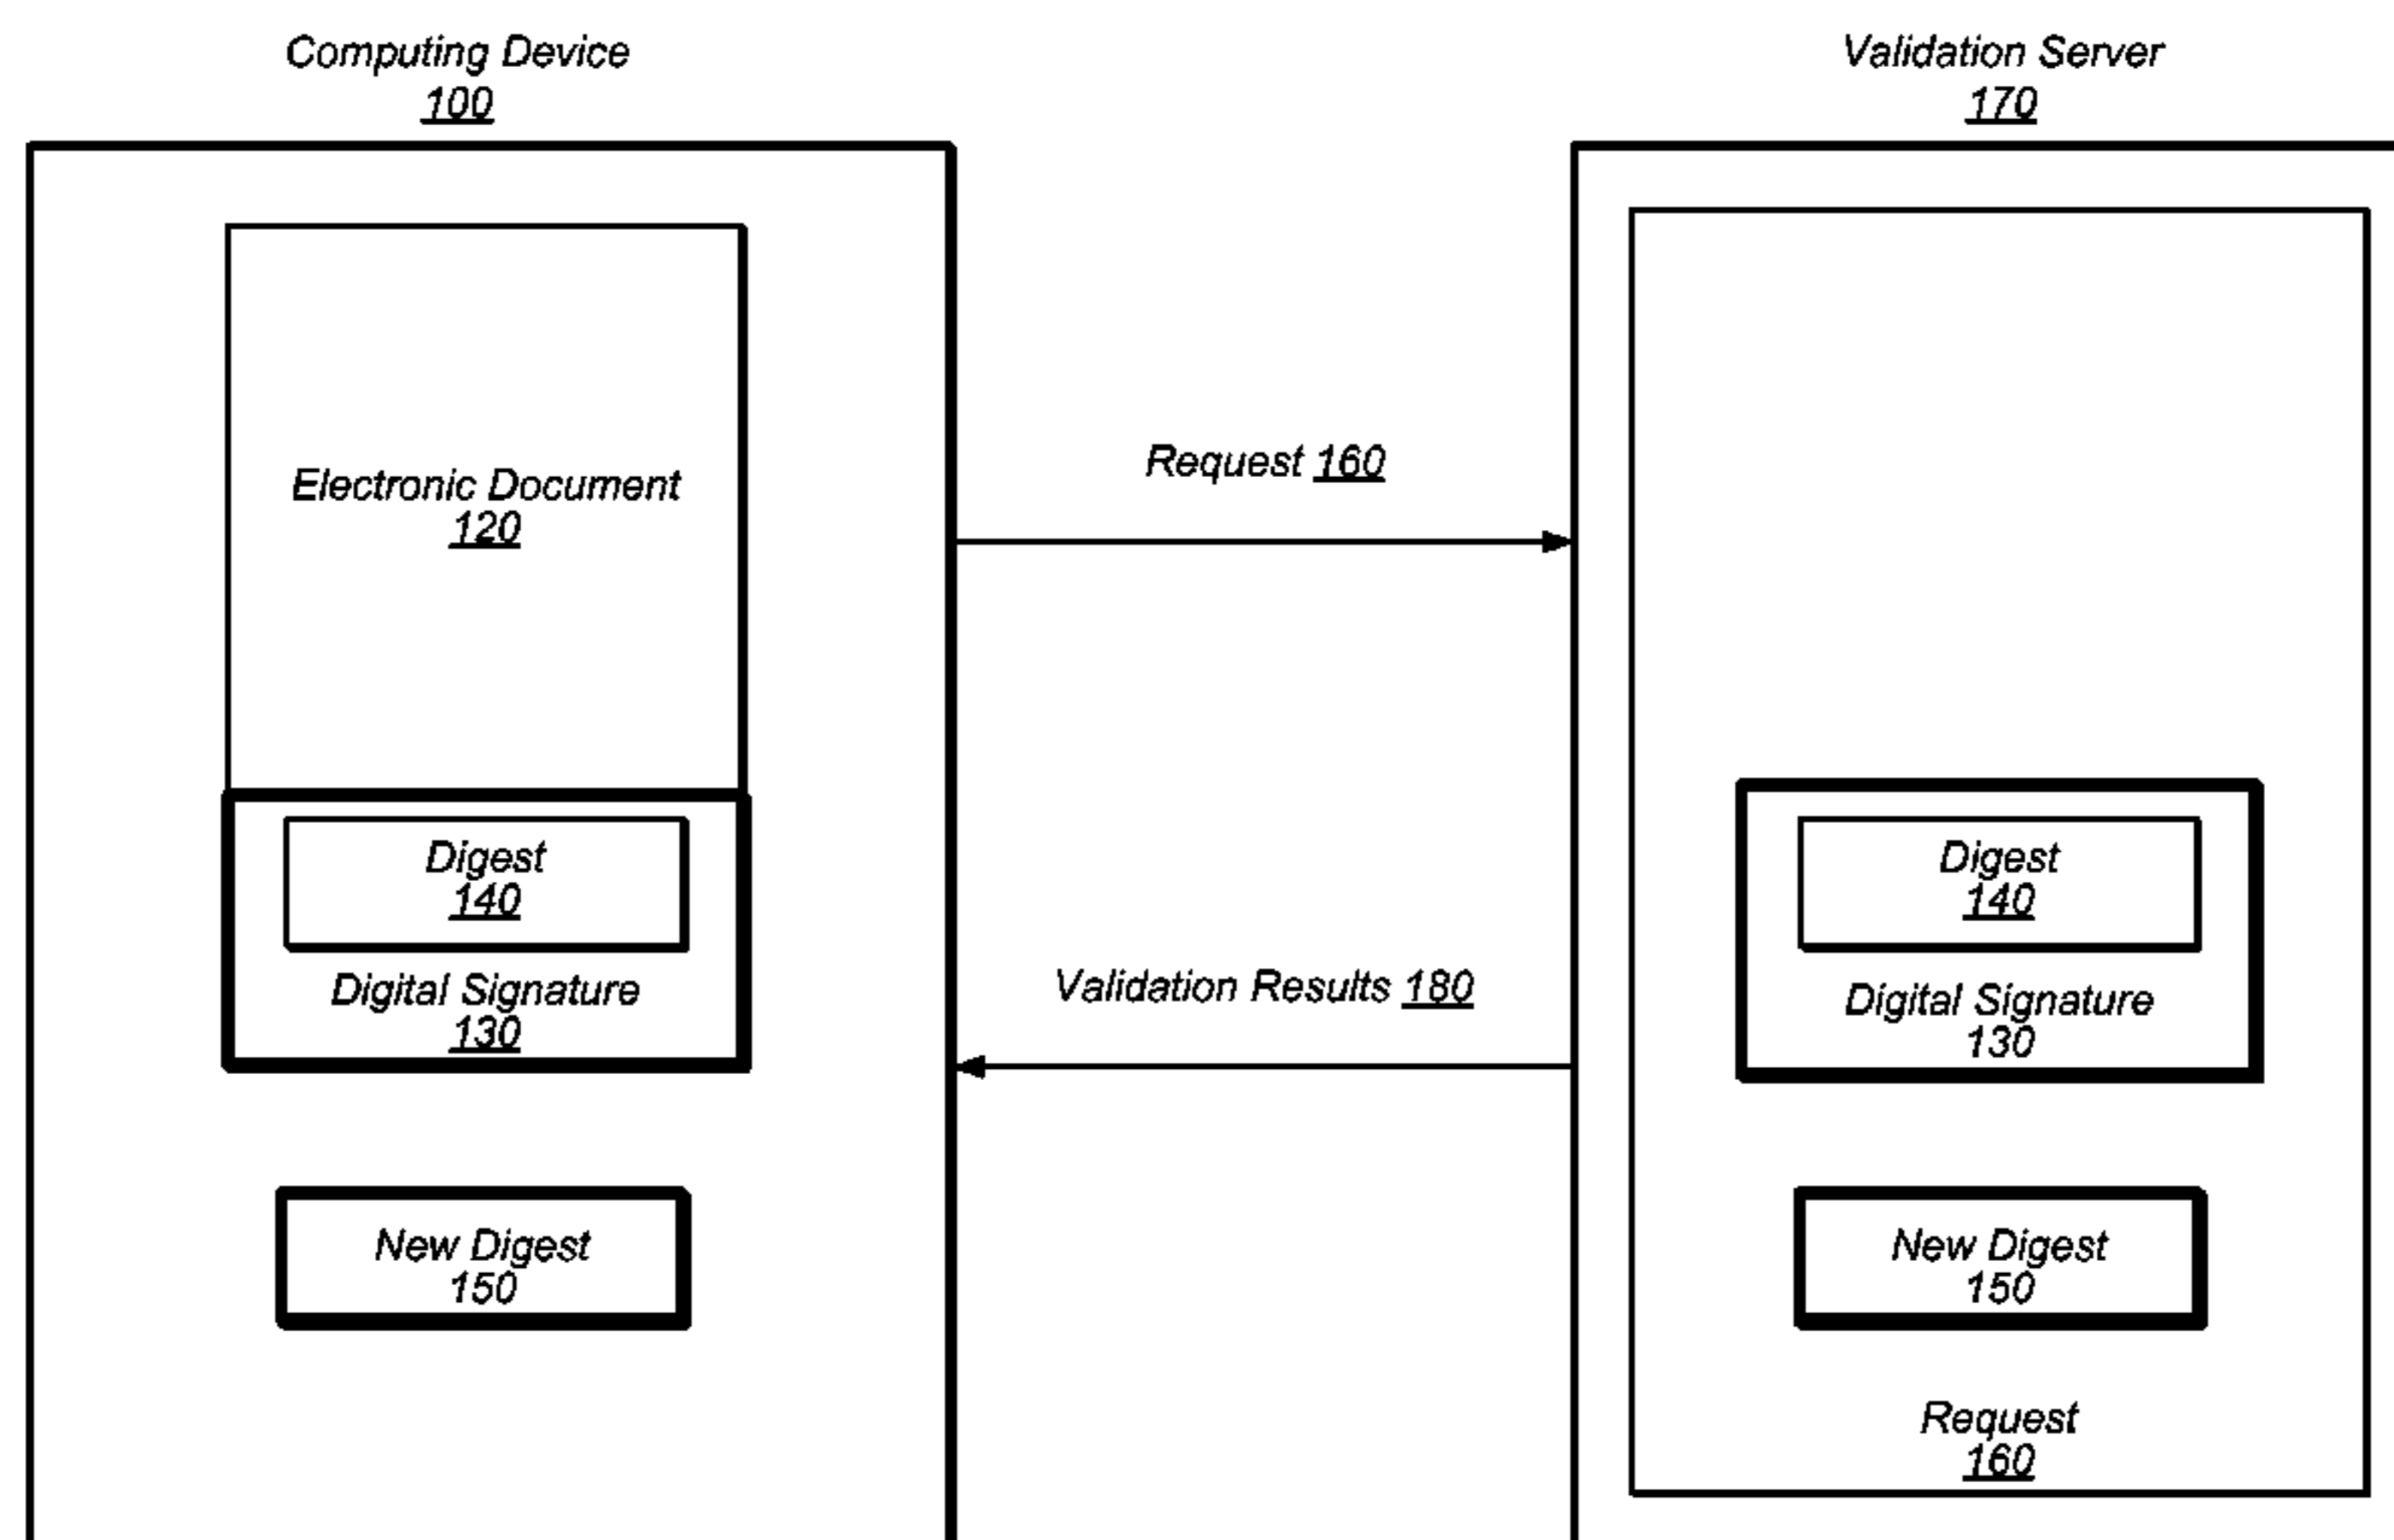 Computing Device
100
Validation Server
170
Electronic Document
120
Request 160
Digest
140
Digital Signature
130
Validation Results 180
Digest
140
Digital Signature
130
New Digest
150
New Digest
150
Request
160